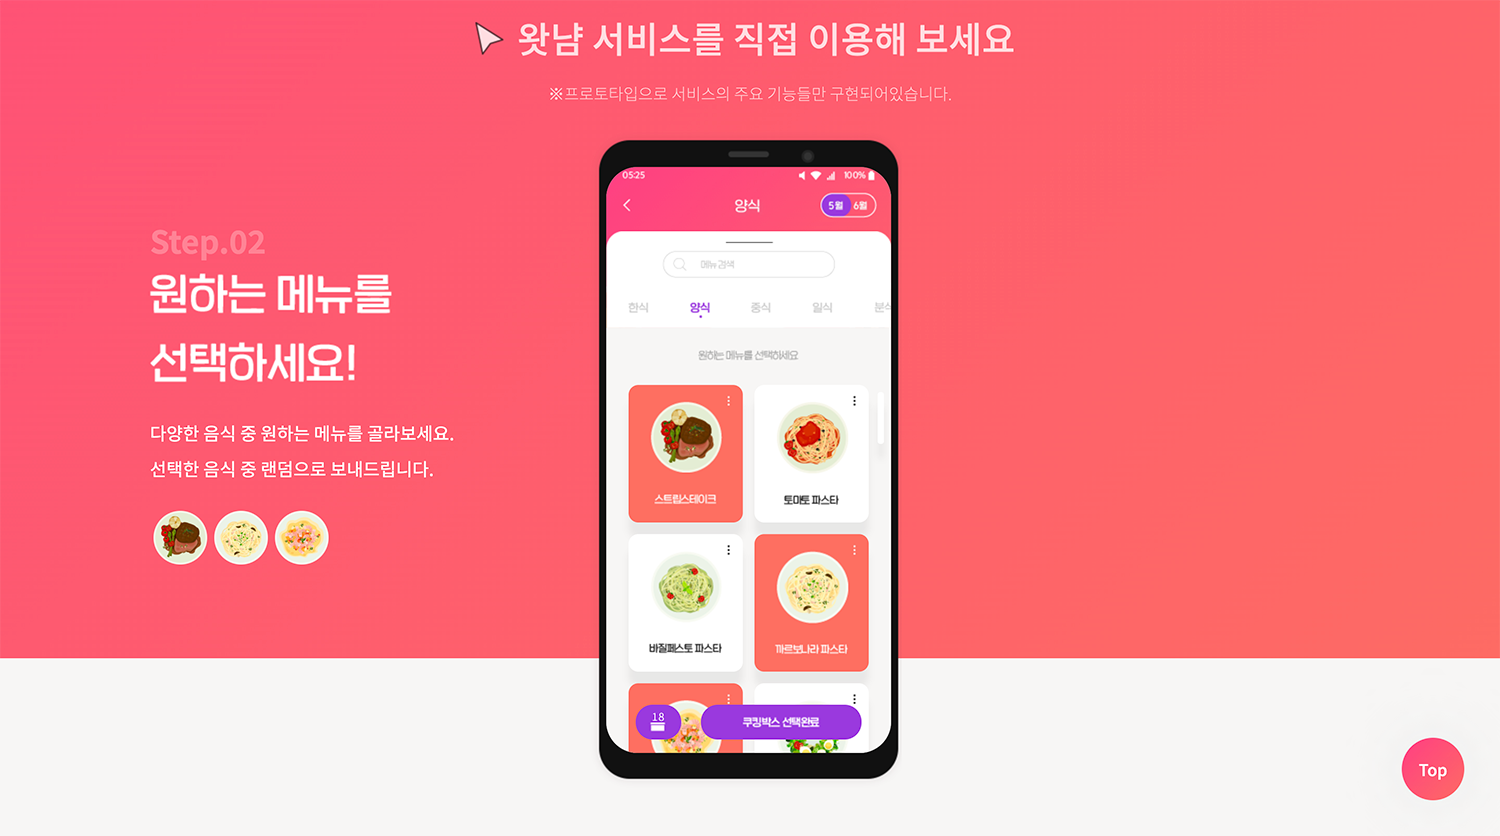 왓냠 서비스를 직접 이용해 보세요
※프로토타입으로 서비스의 주요 기능들만 구현되어있습니다.
Step.02
원하는 메뉴를
선택하세요!
다양한 음식 중 원하는 메뉴를 골라보세요.
선택한 음식 중 랜덤으로 보내드립니다.
05:25
100%
양식
5월 6월
메뉴 검색
한식 양식 중식 일식 분식
원하는 메뉴를 선택하세요
스트립스테이크
토마토 파스타
바질페스토 파스타
까르보나라 파스타
18
쿠킹박스 선택완료
Top